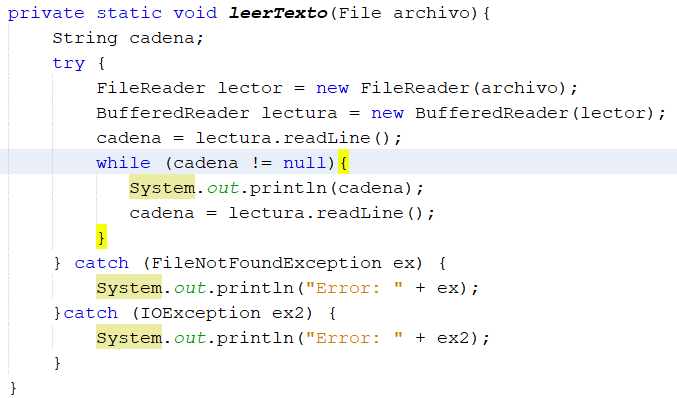 private static void leerTexto(File archivo){
    String cadena;
    try {
        FileReader lector = new FileReader(archivo);
        BufferedReader lectura = new BufferedReader(lector);
        cadena = lectura.readLine();
        while (cadena != null){
           System.out.println(cadena);
           cadena = lectura.readLine();
        }
    } catch (FileNotFoundException ex) {
        System.out.println("Error: " + ex);
    }catch (IOException ex2) {
        System.out.println("Error: " + ex2);
    }
}